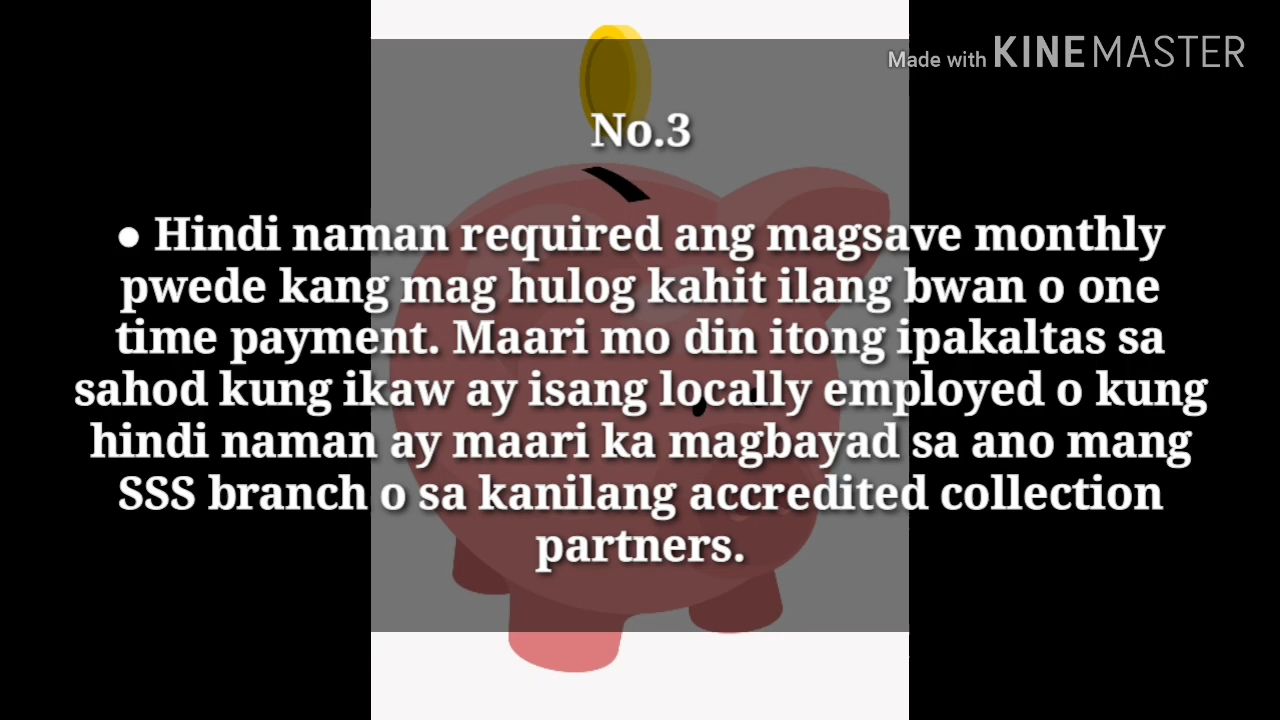 Made with KINEMASTER
No.3
● Hindi naman required ang magsave monthly
pwede kang mag hulog kahit ilang bwan o one
time payment. Maari mo din itong ipakaltas sa
sahod kung ikaw ay isang locally employed o kung
hindi naman ay maari ka magbayad sa ano mang
SSS branch o sa kanilang accredited collection
partners.